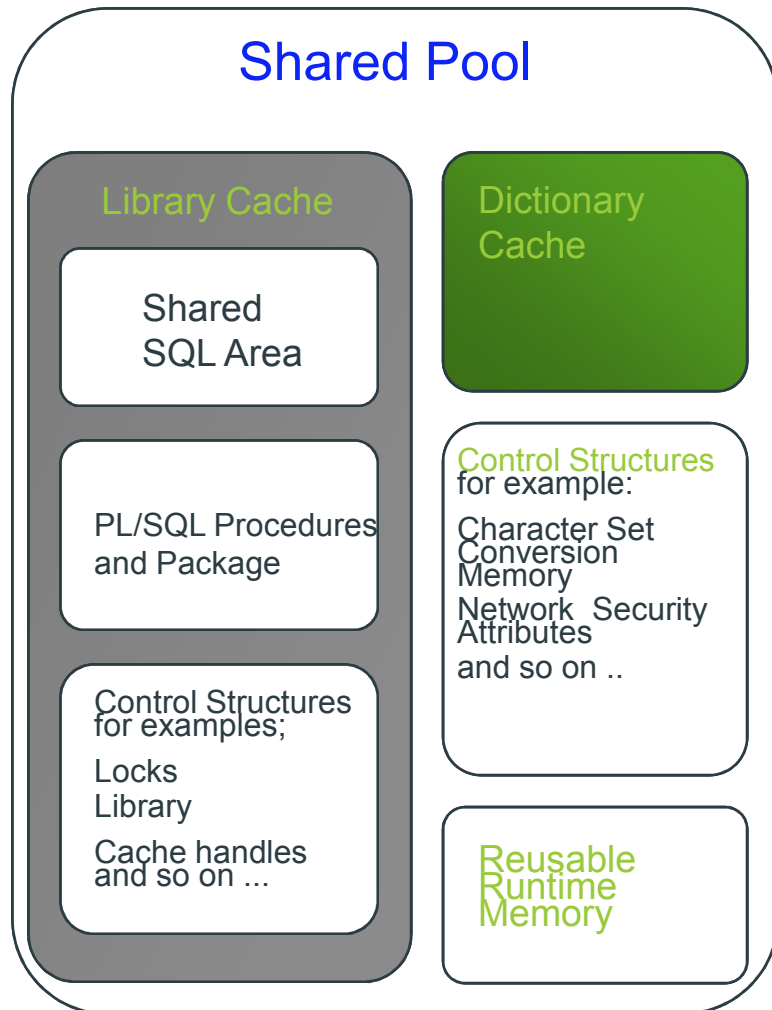 Shared Pool
Library Cache
Shared
SQL Area
PL/SQL Procedures
and Package
Control Structures
for examples;
Locks
Library
Cache handles
and so on ...
Dictionary
Cache
Control Structures
for example:
Character Set
Conversion
Memory
Network Security
Attributes
and so on ..
Reusable
Runtime
Memory